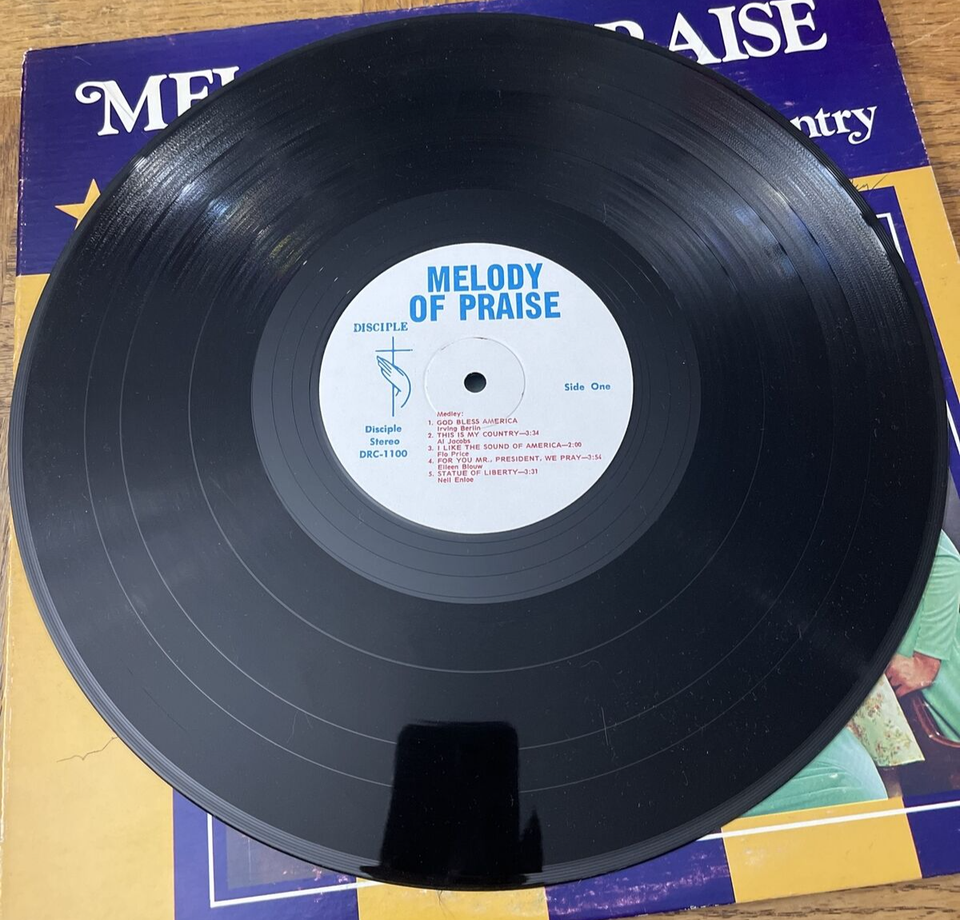 ME PRAISE
ntry
MELODY
OF PRAISE
DISCIPLE
Side One
Disciple
Stereo
DRC-1100
Medley:
1. GOD BLESS AMERICA
Irving Berlin
2. THIS IS MY COUNTRY—3:34
Al Jacobs
3. I LIKE THE SOUND OF AMERICA—2:00
Flo Price
4. FOR YOU MR., PRESIDENT, WE PRAY—3:54
Eileen Blouw
5. STATUE OF LIBERTY—3:31
Neil Enloe